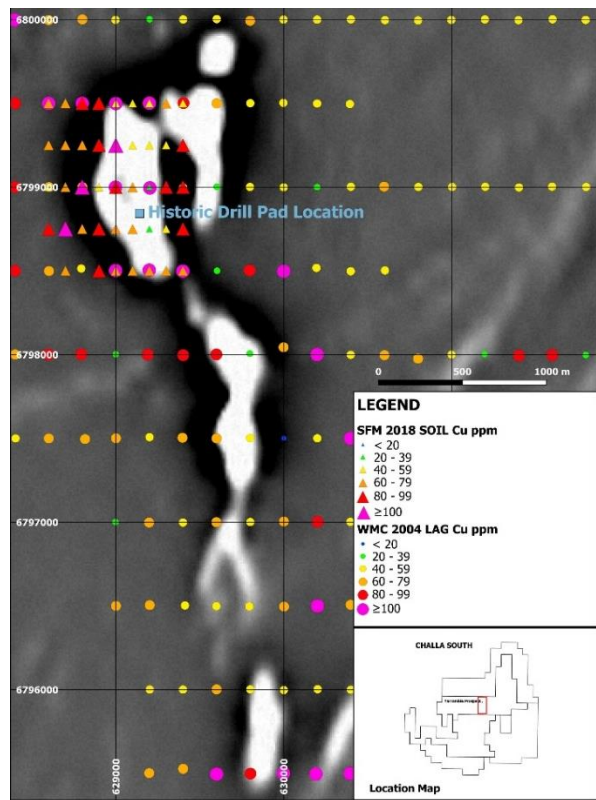 6800000
6799000
Historic Drill Pad Location
6798000
0 500 1000 m
LEGEND
SFM 2018 SOIL Cu ppm
< 20
20 - 39
40 - 59
60 - 79
80 - 99
≥100
WMC 2004 LAG Cu ppm
< 20
20 - 39
40 - 59
60 - 79
80 - 99
≥100
6797000
6796000
CHALLA SOUTH
Location Map
629000
630000